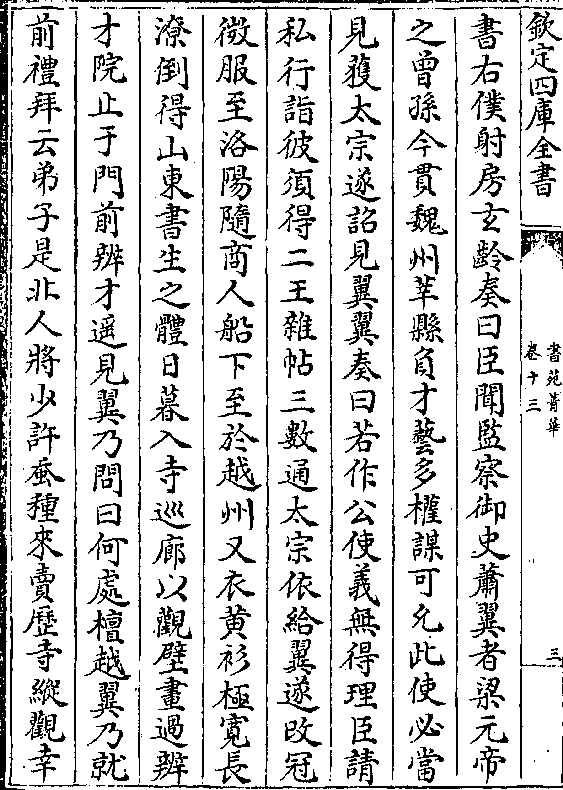 欽定四庫全書
書苑菁華
卷十三
三
書右僕射房玄齡奏曰臣聞監察御史蕭翼者梁元帝
之曾孫今貫魏州莘縣負才藝多權謀可允此使必當
見獲太宗遂詔見翼翼奏曰若作公使義無得理臣請
私行詣彼須得二王雜帖三數通太宗依給翼遂改冠
微服至洛陽隨商人船下至於越州又衣黄衫極寛長
潦倒得山東書生之體日暮入寺巡廊以觀壁畫過辨
才院止于門前辨才遥見翼乃問曰何處檀越翼乃就
前禮拜云弟子是北人將少許蚕種來賣歷寺縱觀幸